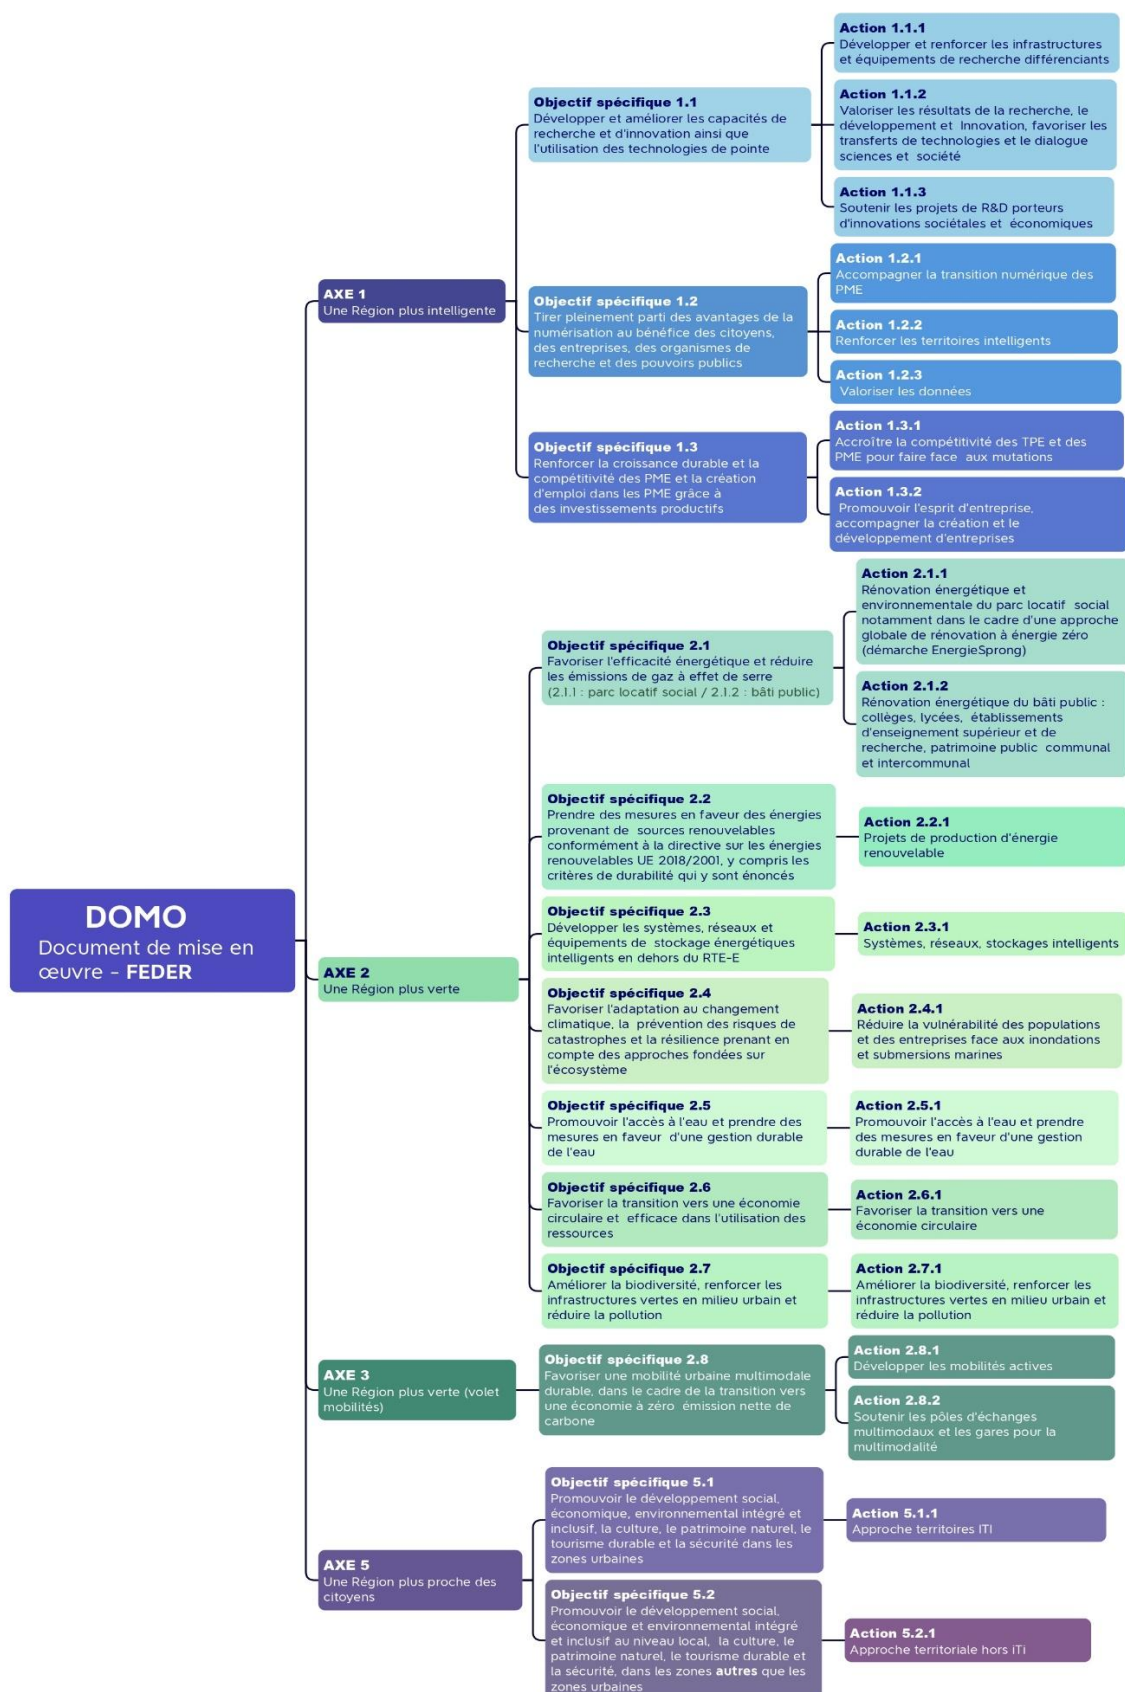 DOMO
Document de mise en
œuvre - FEDER
AXE 1
Une Région plus intelligente
Objectif spécifique 1.1
Développer et améliorer les capacités de
recherche et d'innovation ainsi que
l'utilisation des technologies de pointe
Action 1.1.1
Développer et renforcer les infrastructures
et équipements de recherche différenciants
Action 1.1.2
Valoriser les résultats de la recherche, le
développement et Innovation, favoriser les
transferts de technologies et le dialogue
sciences et société
Action 1.1.3
Soutenir les projets de R&D porteurs
d'innovations sociétales et économiques
Objectif spécifique 1.2
Tirer pleinement parti des avantages de la
numérisation au bénéfice des citoyens,
des entreprises, des organismes de
recherche et des pouvoirs publics
Action 1.2.1
Accompagner la transition numérique des
PME
Action 1.2.2
Renforcer les territoires intelligents
Action 1.2.3
Valoriser les données
Objectif spécifique 1.3
Renforcer la croissance durable et la
compétitivité des PME et la création
d'emploi dans les PME grâce à
des investissements productifs
Action 1.3.1
Accroître la compétitivité des TPE et des
PME pour faire face aux mutations
Action 1.3.2
Promouvoir l'esprit d'entreprise,
accompagner la création et le
développement d'entreprises
AXE 2
Une Région plus verte
Objectif spécifique 2.1
Favoriser l'efficacité énergétique et réduire
les émissions de gaz à effet de serre
(2.1.1 : parc locatif social / 2.1.2 : bâti public)
Action 2.1.1
Rénovation énergétique et
environnementale du parc locatif social
notamment dans le cadre d'une approche
globale de rénovation à énergie zéro
(démarche EnergieSprong)
Action 2.1.2
Rénovation énergétique du bâti public :
collèges, lycées, établissements
d'enseignement supérieur et de
recherche, patrimoine public communal
et intercommunal
Objectif spécifique 2.2
Prendre des mesures en faveur des énergies
provenant de sources renouvelables
conformément à la directive sur les énergies
renouvelables UE 2018/2001, y compris les
critères de durabilité qui y sont énoncés
Action 2.2.1
Projets de production d'énergie
renouvelable
Objectif spécifique 2.3
Développer les systèmes, réseaux et
équipements de stockage énergétiques
intelligents en dehors du RTE-E
Action 2.3.1
Systèmes, réseaux, stockages intelligents
Objectif spécifique 2.4
Favoriser l'adaptation au changement
climatique, la prévention des risques de
catastrophes et la résilience prenant en
compte des approches fondées sur
l'écosystème
Action 2.4.1
Réduire la vulnérabilité des populations
et des entreprises face aux inondations
et submersions marines
Objectif spécifique 2.5
Promouvoir l'accès à l'eau et prendre des
mesures en faveur d'une gestion durable
de l'eau
Action 2.5.1
Promouvoir l'accès à l'eau et prendre
des mesures en faveur d'une gestion
durable de l'eau
Objectif spécifique 2.6
Favoriser la transition vers une économie
circulaire et efficace dans l'utilisation des
ressources
Action 2.6.1
Favoriser la transition vers une
économie circulaire
Objectif spécifique 2.7
Améliorer la biodiversité, renforcer les
infrastructures vertes en milieu urbain et
réduire la pollution
Action 2.7.1
Améliorer la biodiversité, renforcer les
infrastructures vertes en milieu urbain et
réduire la pollution
AXE 3
Une Région plus verte (volet
mobilités)
Objectif spécifique 2.8
Favoriser une mobilité urbaine multimodale
durable, dans le cadre de la transition vers
une économie à zéro émission nette de
carbone
Action 2.8.1
Développer les mobilités actives
Action 2.8.2
Soutenir les pôles d'échanges
multimodaux et les gares pour la
multimodalité
AXE 5
Une Région plus proche des
citoyens
Objectif spécifique 5.1
Promouvoir le développement social,
économique, environnemental intégré et
inclusif, la culture, le patrimoine naturel, le
tourisme durable et la sécurité dans les
zones urbaines
Action 5.1.1
Approche territoires ITI
Objectif spécifique 5.2
Promouvoir le développement social,
économique et environnemental intégré
et inclusif au niveau local, la culture, le
patrimoine naturel, le tourisme durable et
la sécurité, dans les zones autres que les
zones urbaines
Action 5.2.1
Approche territoriale hors iTi